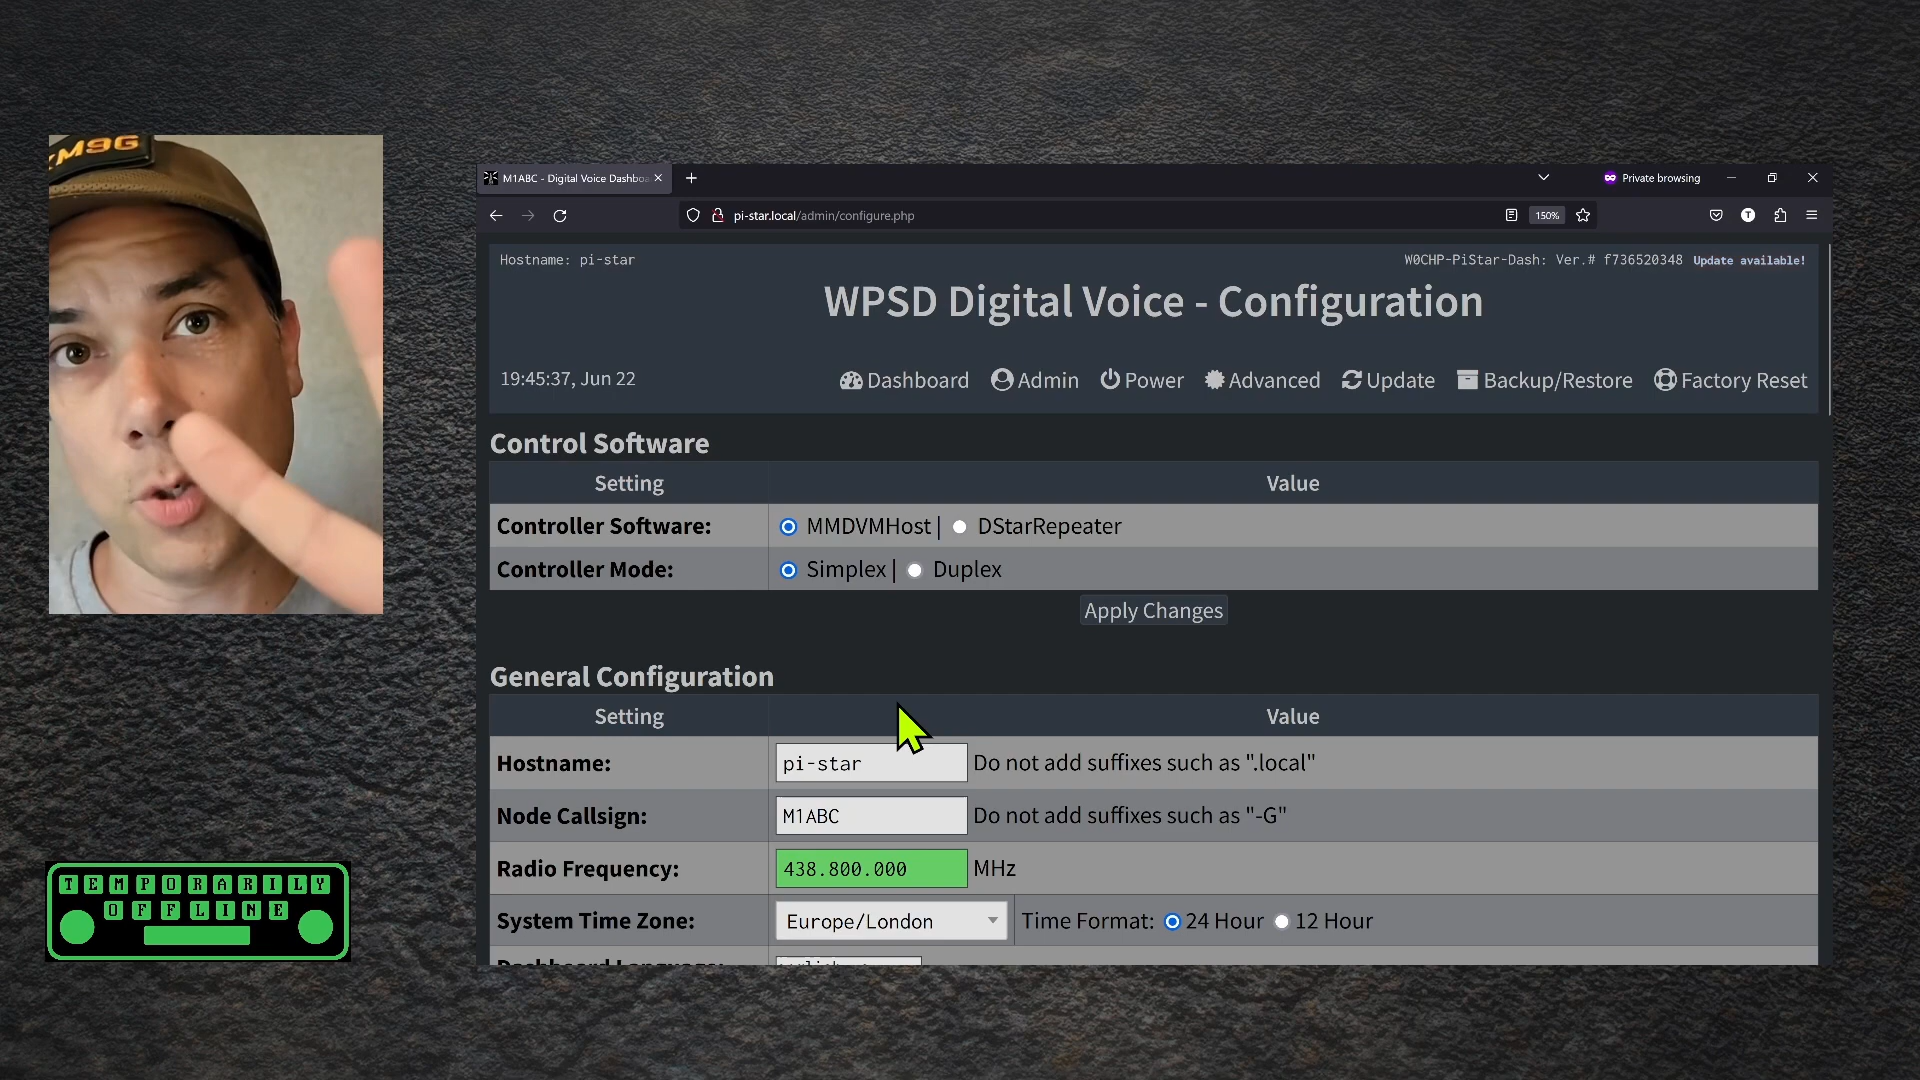 M9G
M1ABC - Digital Voice Dashboa
Private browsing
pi-star.local/admin/configure.php
150%
T
Hostname: pi-star
W0CHP-PiStar-Dash: Ver.# f736520348 Update available!
WPSD Digital Voice - Configuration
19:45:37, Jun 22
Dashboard Admin Power Advanced Update Backup/Restore Factory Reset
Control Software
Setting Value
Controller Software: MMDVMHost | DStarRepeater
Controller Mode: Simplex | Duplex
Apply Changes
General Configuration
Setting Value
Hostname: pi-star Do not add suffixes such as ".local"
Node Callsign: M1ABC Do not add suffixes such as "-G"
Radio Frequency: 438.800.000 MHz
System Time Zone: Europe/London Time Format: 24 Hour 12 Hour
Dashboard Language:
TEMPORARILY
OFFLINE